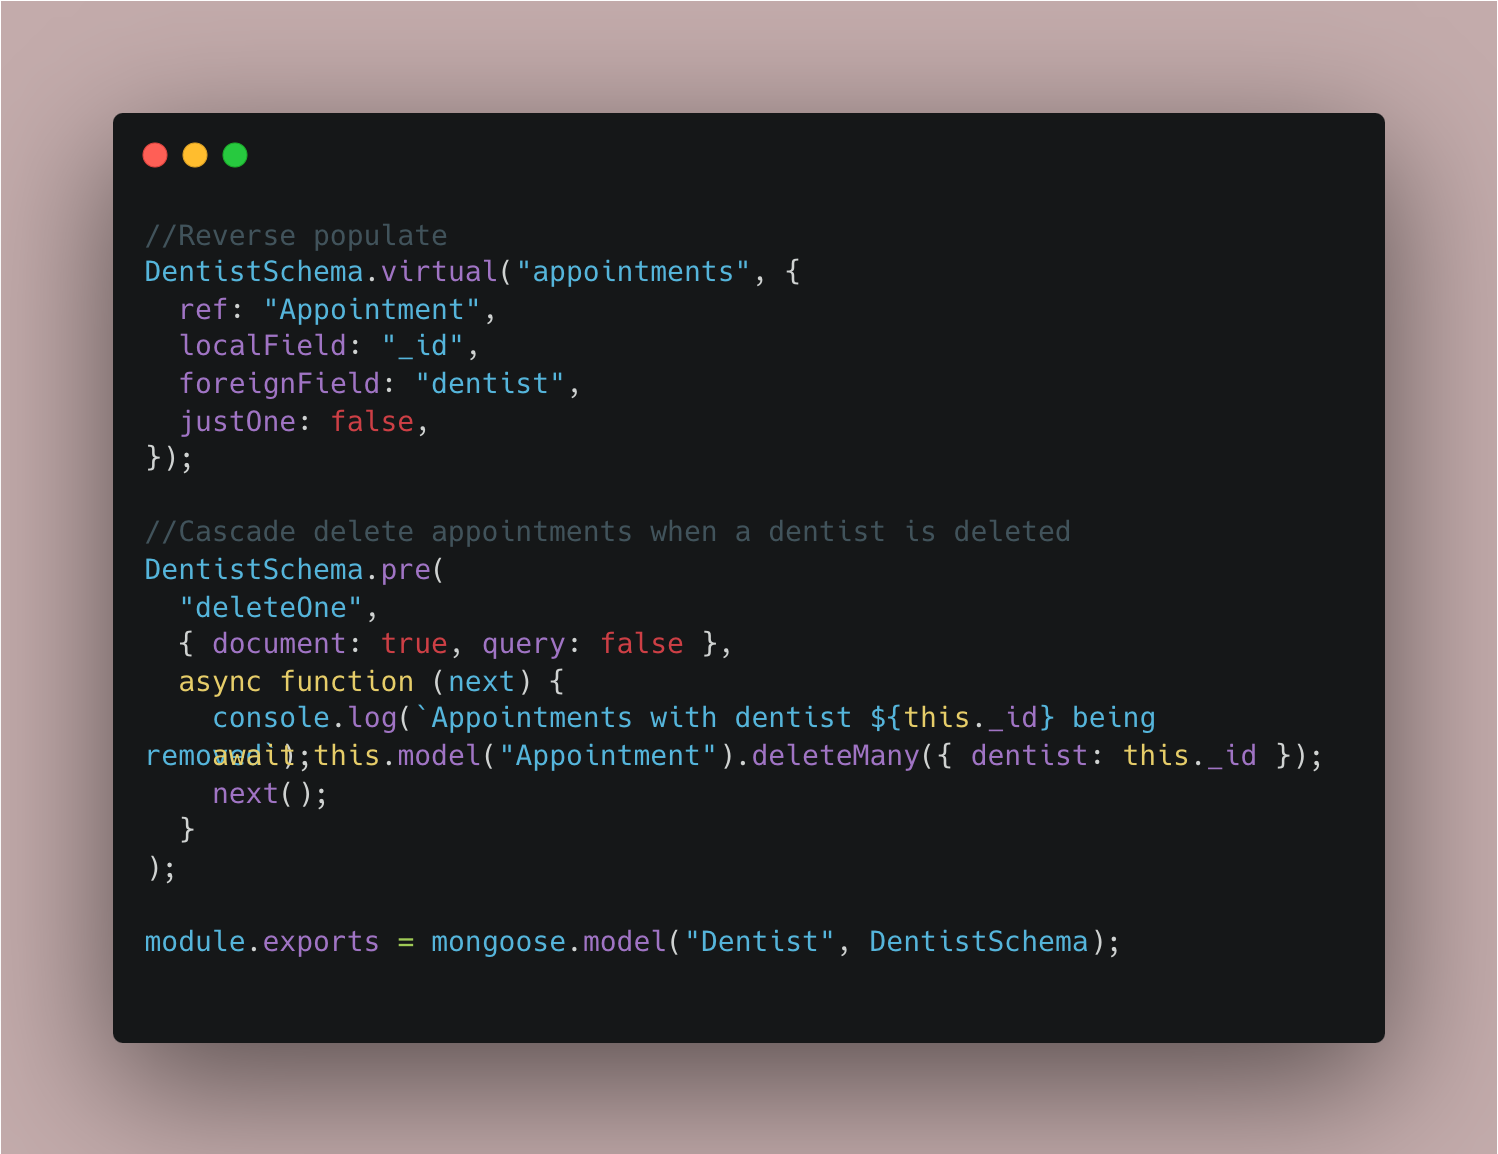 //Reverse populate
DentistSchema.virtual("appointments", {
  ref: "Appointment",
  localField: "_id",
  foreignField: "dentist",
  justOne: false,
});

//Cascade delete appointments when a dentist is deleted
DentistSchema.pre(
  "deleteOne",
  { document: true, query: false },
  async function (next) {
    console.log(`Appointments with dentist ${this._id} being
removed`);
    await this.model("Appointment").deleteMany({ dentist: this._id });
    next();
  }
);

module.exports = mongoose.model("Dentist", DentistSchema);